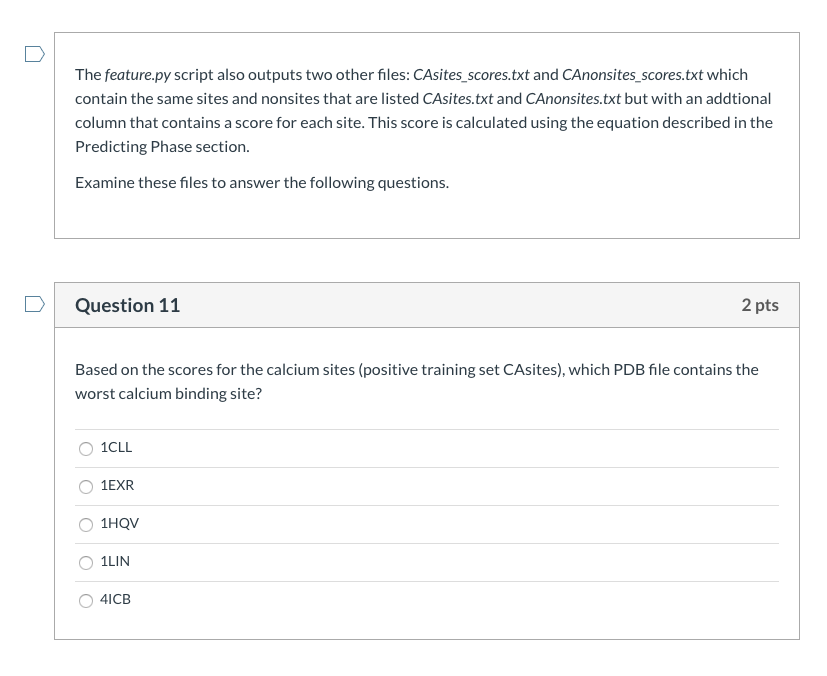 The feature.py script also outputs two other files: CAsites_scores.txt and CAnonsites_scores.txt which
contain the same sites and nonsites that are listed CAsites.txt and CAnonsites.txt but with an addtional
column that contains a score for each site. This score is calculated using the equation described in the
Predicting Phase section.
Examine these files to answer the following questions.
Question 11 2 pts
Based on the scores for the calcium sites (positive training set CAsites), which PDB file contains the
worst calcium binding site?
1CLL
1EXR
1HQV
1LIN
4ICB